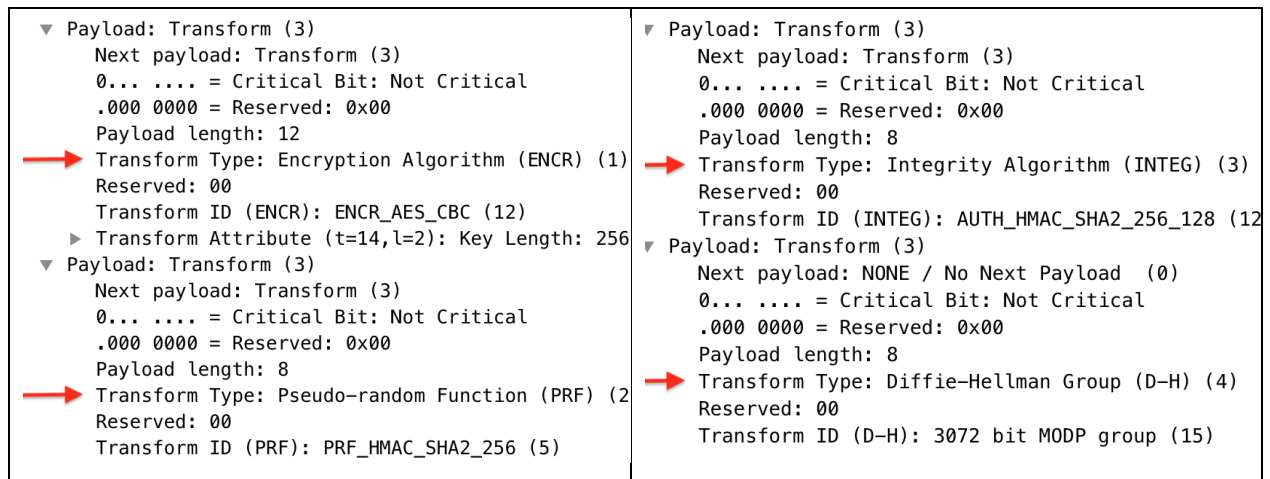 Payload: Transform (3)
Next payload: Transform (3)
0... .... = Critical Bit: Not Critical
.000 0000 = Reserved: 0x00
Payload length: 12
Transform Type: Encryption Algorithm (ENCR) (1)
Reserved: 00
Transform ID (ENCR): ENCR_AES_CBC (12)
Transform Attribute (t=14,l=2): Key Length: 256
Payload: Transform (3)
Next payload: Transform (3)
0... .... = Critical Bit: Not Critical
.000 0000 = Reserved: 0x00
Payload length: 8
Transform Type: Pseudo-random Function (PRF) (2
Reserved: 00
Transform ID (PRF): PRF_HMAC_SHA2_256 (5)
Payload: Transform (3)
Next payload: Transform (3)
0... .... = Critical Bit: Not Critical
.000 0000 = Reserved: 0x00
Payload length: 8
Transform Type: Integrity Algorithm (INTEG) (3)
Reserved: 00
Transform ID (INTEG): AUTH_HMAC_SHA2_256_128 (12
Payload: Transform (3)
Next payload: NONE / No Next Payload  (0)
0... .... = Critical Bit: Not Critical
.000 0000 = Reserved: 0x00
Payload length: 8
Transform Type: Diffie-Hellman Group (D-H) (4)
Reserved: 00
Transform ID (D-H): 3072 bit MODP group (15)